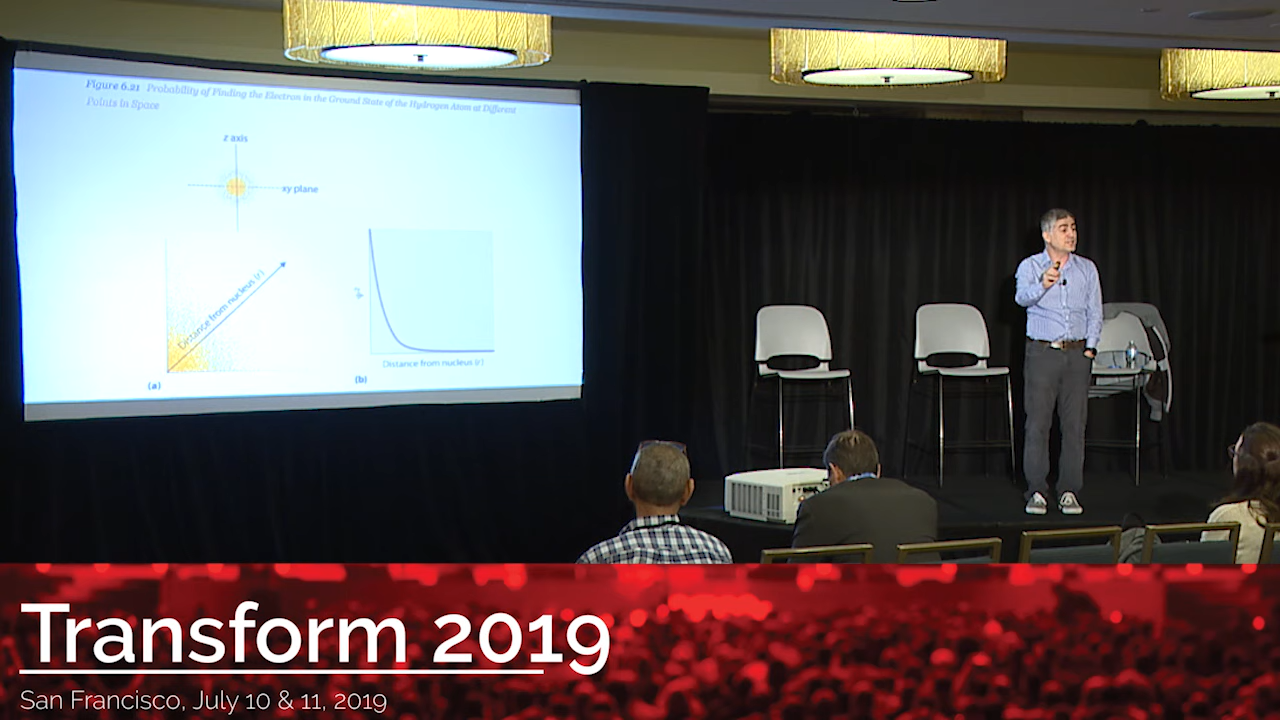 Figure 6.21 Probability of Finding the Electron in the Ground State of the Hydrogen Atom at Different
Points in Space
z axis
xy plane
Distance from nucleus (r)
Distance from nucleus (r)
(a)
(b)
Transform 2019
San Francisco, July 10 & 11, 2019